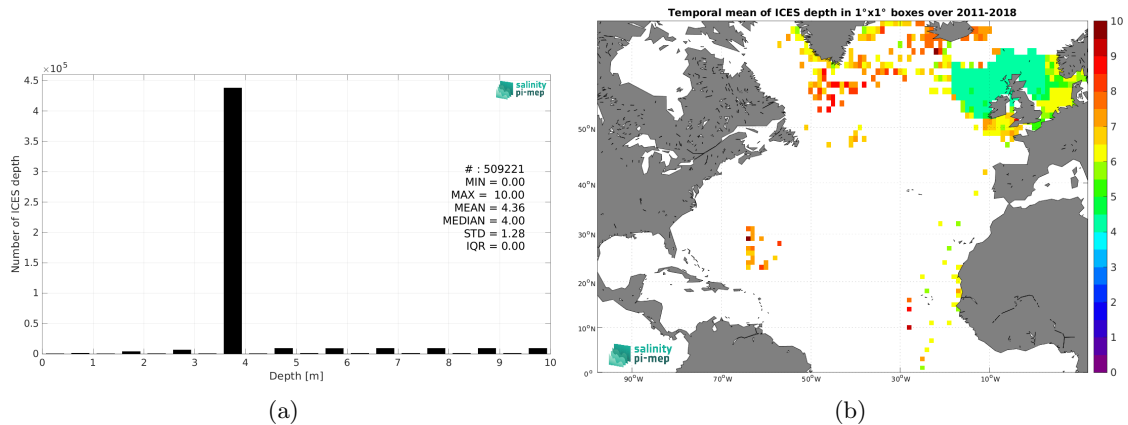 ×10⁵
4.5
4
3.5
3
2.5
2
1.5
1
0.5
0
Number of ICES depth
salinity
pi-mep
# : 509221
MIN = 0.00
MAX = 10.00
MEAN = 4.36
MEDIAN = 4.00
STD = 1.28
IQR = 0.00
0 1 2 3 4 5 6 7 8 9 10
Depth [m]
(a)
Temporal mean of ICES depth in 1°x1° boxes over 2011-2018
50°N
40°N
30°N
20°N
10°N
0°
salinity
pi-mep
90°W 70°W 50°W 30°W 10°W
10
9
8
7
6
5
4
3
2
1
0
(b)